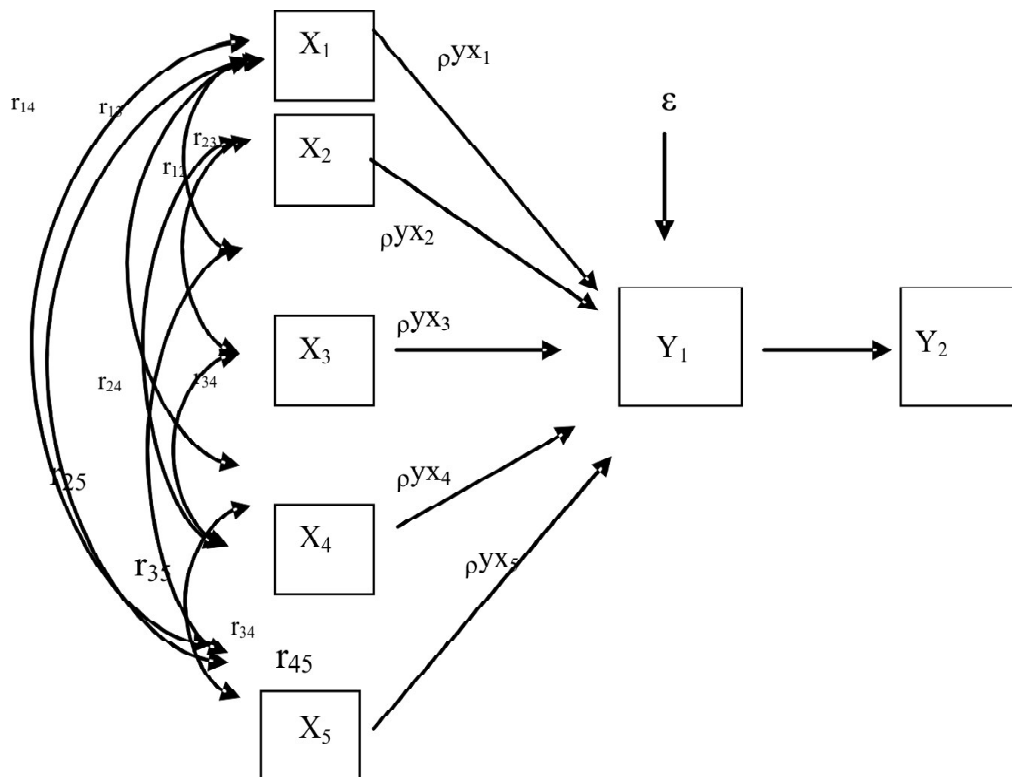 X1
ρyx1
r14
r13
ε
r23
r12
X2
ρyx2
ρyx3
X3
Y1
Y2
r24
r34
ρyx4
r25
X4
r35
ρyx5
r34
r45
X5